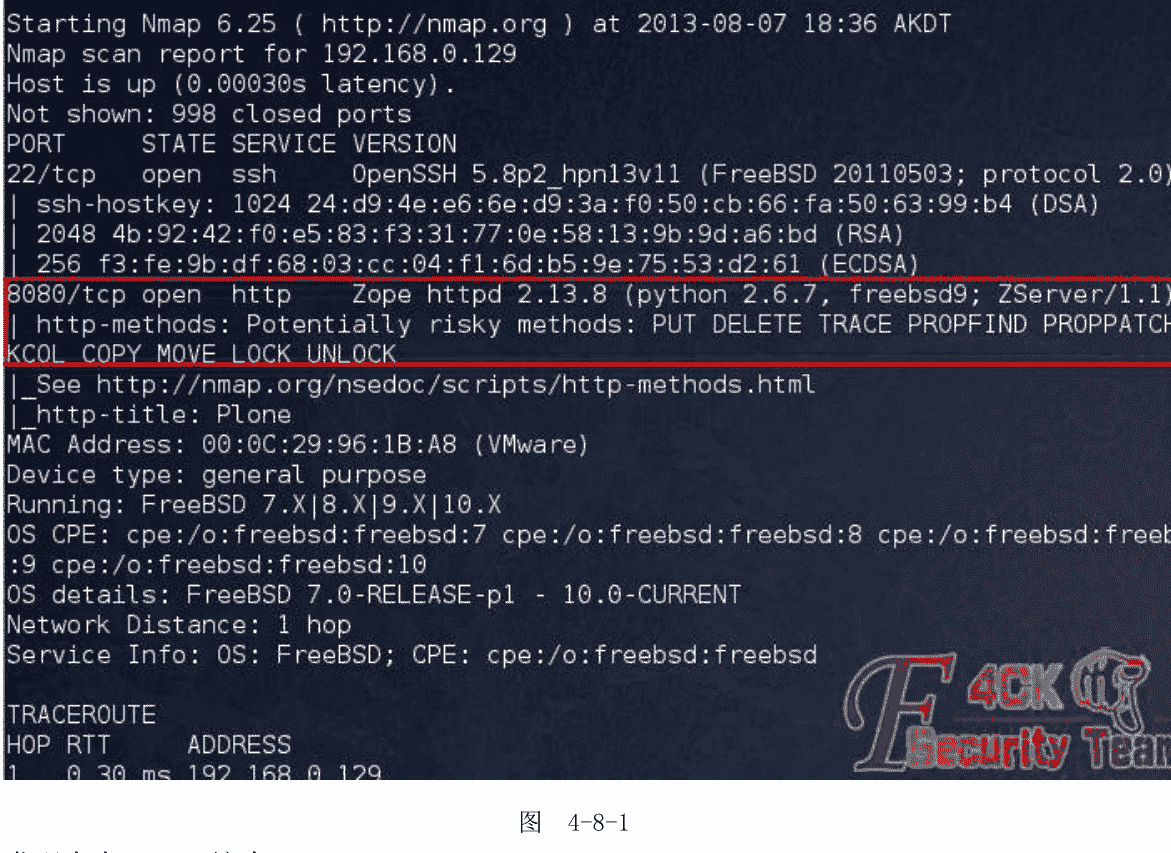 Starting Nmap 6.25 ( http://nmap.org ) at 2013-08-07 18:36 AKDT
Nmap scan report for 192.168.0.129
Host is up (0.00030s latency).
Not shown: 998 closed ports
PORT     STATE SERVICE VERSION
22/tcp   open  ssh     OpenSSH 5.8p2_hpn13v11 (FreeBSD 20110503; protocol 2.0)
| ssh-hostkey: 1024 24:d9:4e:e6:6e:d9:3a:f0:50:cb:66:fa:50:63:99:b4 (DSA)
| 2048 4b:92:42:f0:e5:83:f3:31:77:0e:58:13:9b:9d:a6:bd (RSA)
| 256 f3:fe:9b:df:68:03:cc:04:f1:6d:b5:9e:75:53:d2:61 (ECDSA)
8080/tcp open  http    Zope httpd 2.13.8 (python 2.6.7, freebsd9; ZServer/1.1)
| http-methods: Potentially risky methods: PUT DELETE TRACE PROPFIND PROPPATCH
KCOL COPY MOVE LOCK UNLOCK
|_See http://nmap.org/nsedoc/scripts/http-methods.html
|_http-title: Plone
MAC Address: 00:0C:29:96:1B:A8 (VMware)
Device type: general purpose
Running: FreeBSD 7.X|8.X|9.X|10.X
OS CPE: cpe:/o:freebsd:freebsd:7 cpe:/o:freebsd:freebsd:8 cpe:/o:freebsd:freeb
:9 cpe:/o:freebsd:freebsd:10
OS details: FreeBSD 7.0-RELEASE-p1 - 10.0-CURRENT
Network Distance: 1 hop
Service Info: OS: FreeBSD; CPE: cpe:/o:freebsd:freebsd
F4CK
Security Team
TRACEROUTE
HOP RTT     ADDRESS
1   0.30 ms 192.168.0.129
图 4-8-1